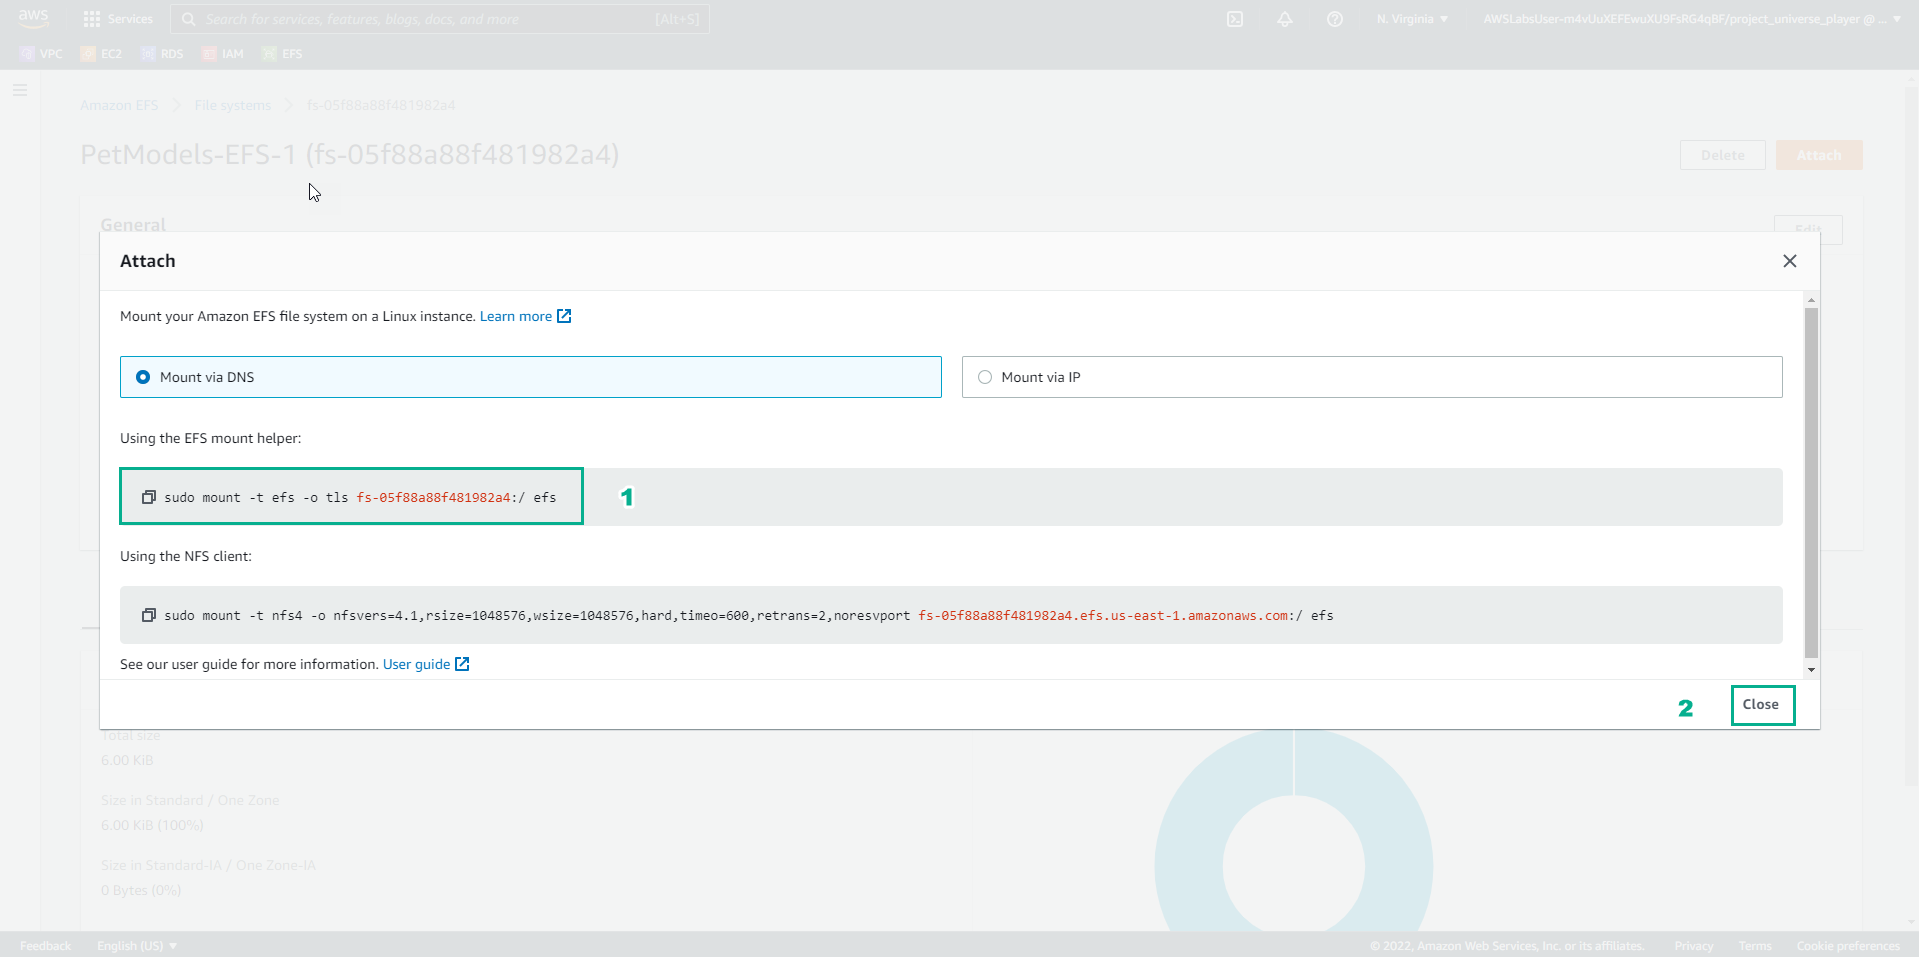 aws
Services
Search for services, features, blogs, docs, and more
[Alt+S]
N. Virginia ▼
VPC
EC2
RDS
IAM
EFS
Amazon EFS > File systems > fs-05f88a88f481982a4
PetModels-EFS-1 (fs-05f88a88f481982a4)
Delete
Attach
General
Edit
Attach
Mount your Amazon EFS file system on a Linux instance. Learn more
Mount via DNS
Mount via IP
Using the EFS mount helper:
sudo mount -t efs -o tls fs-05f88a88f481982a4:/ efs
1
Using the NFS client:
sudo mount -t nfs4 -o nfsvers=4.1,rsize=1048576,wsize=1048576,hard,timeo=600,retrans=2,noresvport fs-05f88a88f481982a4.efs.us-east-1.amazonaws.com:/ efs
See our user guide for more information. User guide
2
Close
Total size
6.00 KiB
Size in Standard / One Zone
6.00 KiB (100%)
Size in Standard-IA / One Zone-IA
0 Bytes (0%)
Feedback
English (US) ▼
© 2022, Amazon Web Services, Inc. or its affiliates.
Privacy
Terms
Cookie preferences